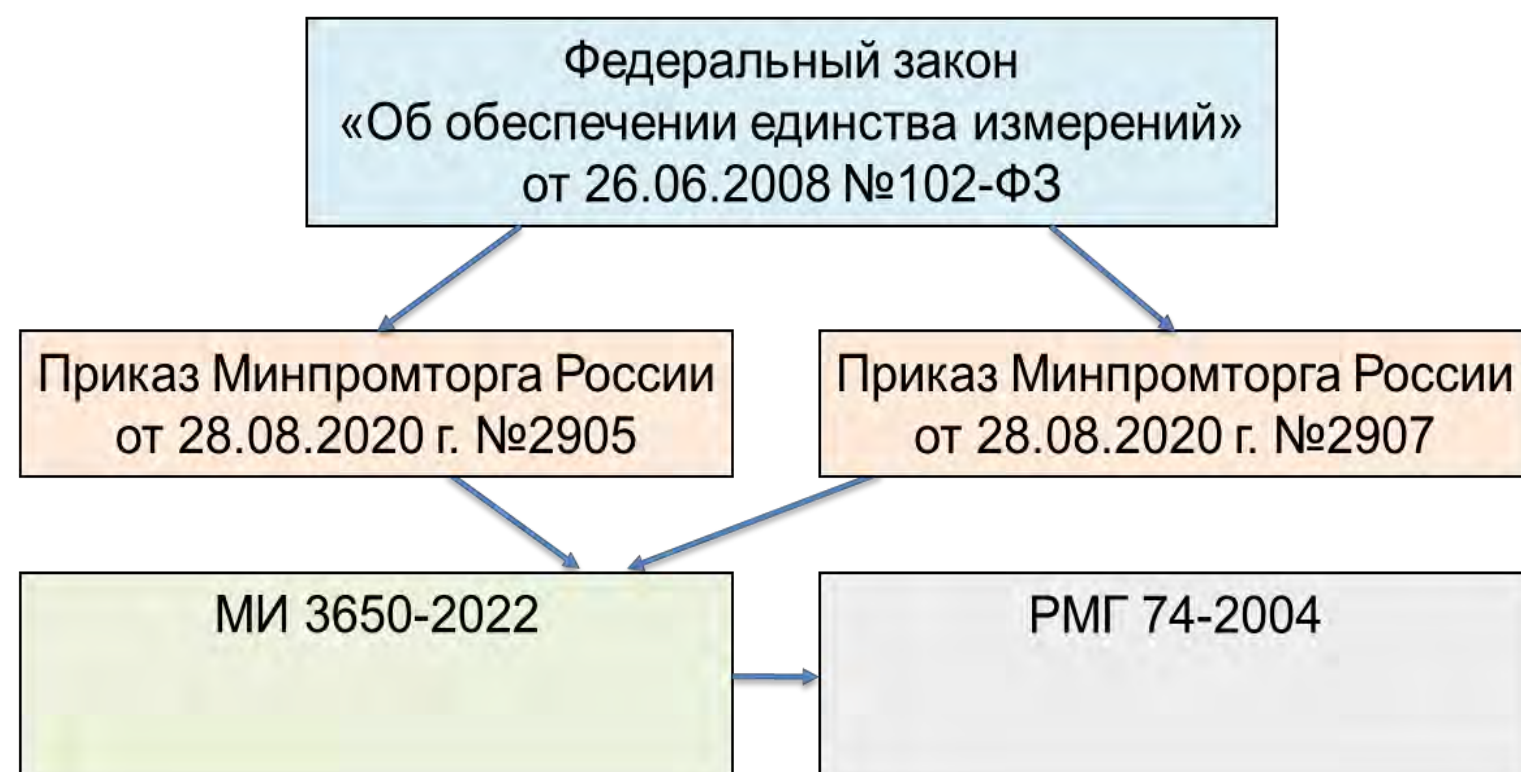 Федеральный закон
«Об обеспечении единства измерений»
от 26.06.2008 №102-ФЗ
Приказ Минпромторга России
от 28.08.2020 г. №2905
Приказ Минпромторга России
от 28.08.2020 г. №2907
МИ 3650-2022
РМГ 74-2004